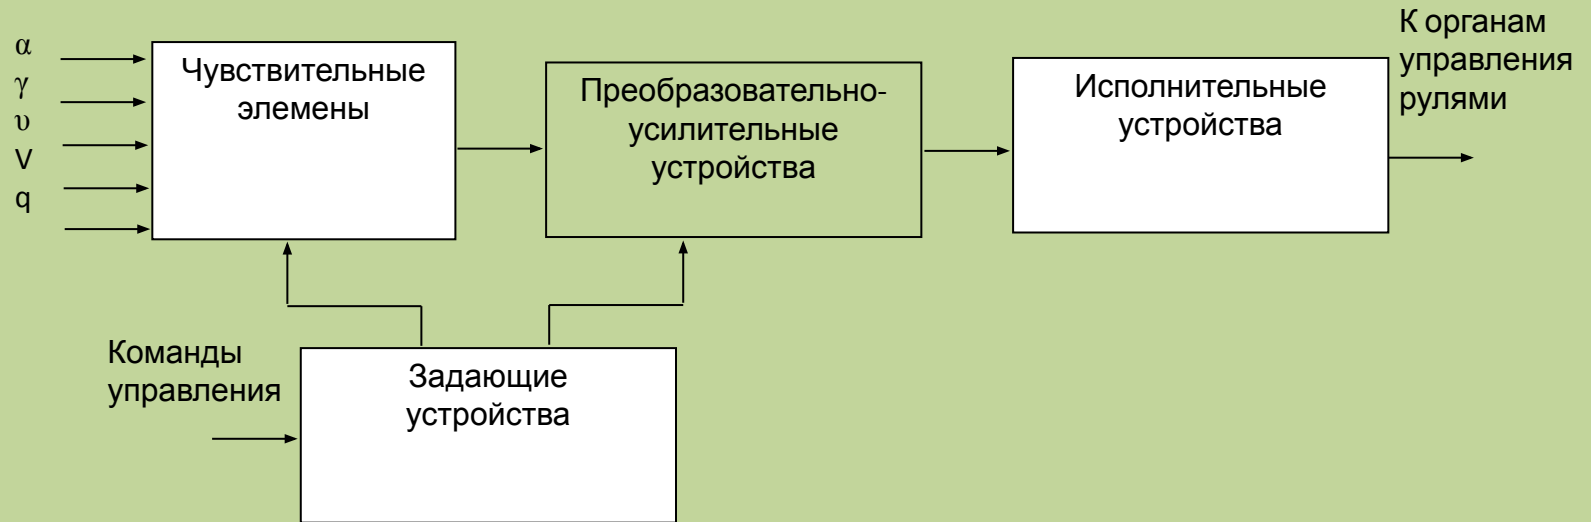 α
γ
υ
V
q
Чувствительные
элемены
Преобразовательно-
усилительные
устройства
Исполнительные
устройства
К органам
управления
рулями
Команды
управления
Задающие
устройства